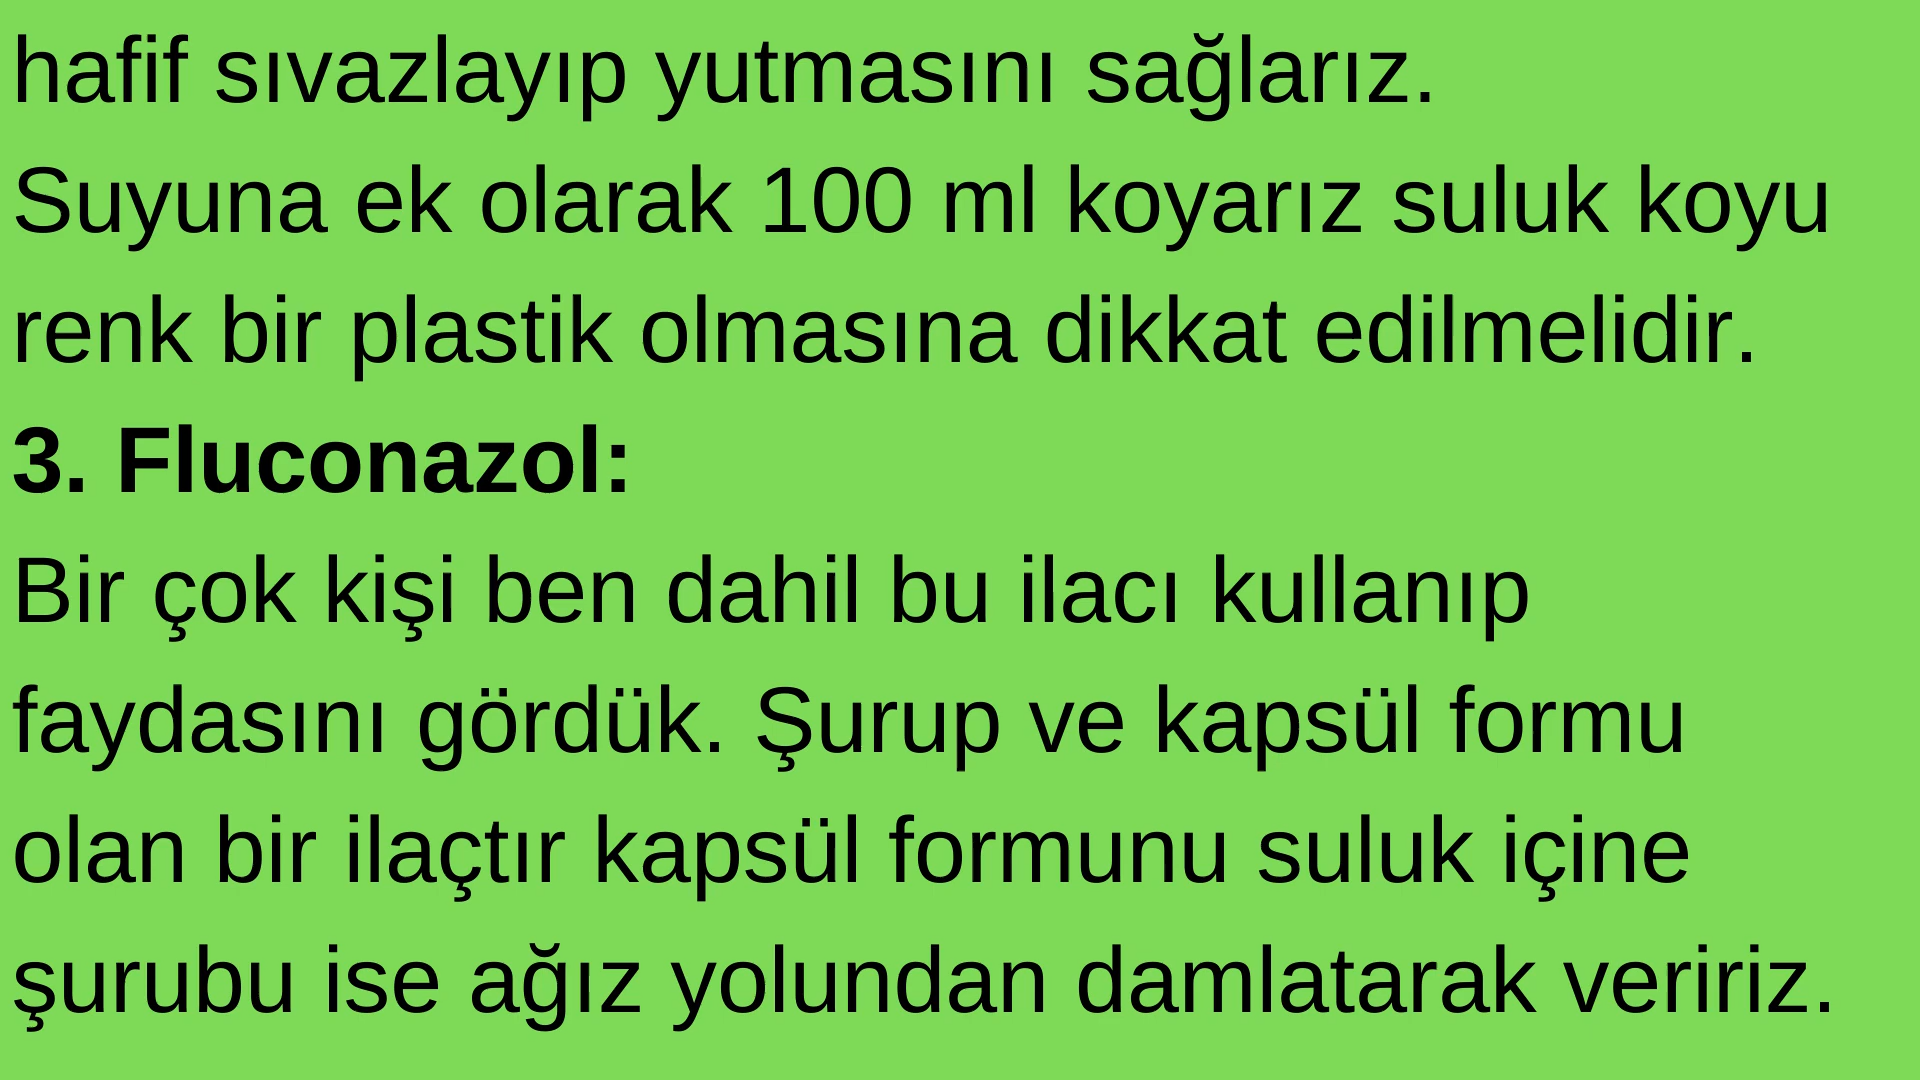 hafif sıvazlayıp yutmasını sağlarız.
Suyuna ek olarak 100 ml koyarız suluk koyu
renk bir plastik olmasına dikkat edilmelidir.
3. Fluconazol:
Bir çok kişi ben dahil bu ilacı kullanıp
faydasını gördük. Şurup ve kapsül formu
olan bir ilaçtır kapsül formunu suluk içine
şurubu ise ağız yolundan damlatarak veririz.